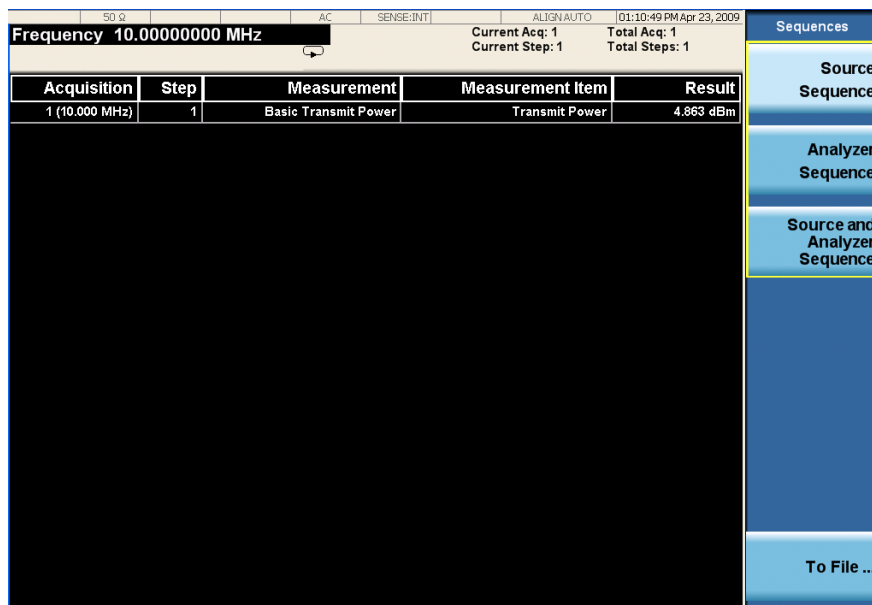 50 Ω AC SENSE:INT ALIGN AUTO 01:10:49 PM Apr 23, 2009
Frequency 10.00000000 MHz
Current Acq: 1 Total Acq: 1
Current Step: 1 Total Steps: 1
Acquisition Step Measurement Measurement Item Result
1 (10.000 MHz) 1 Basic Transmit Power Transmit Power 4.863 dBm
Sequences
Source
Sequence
Analyzer
Sequence
Source and
Analyzer
Sequence
To File ...